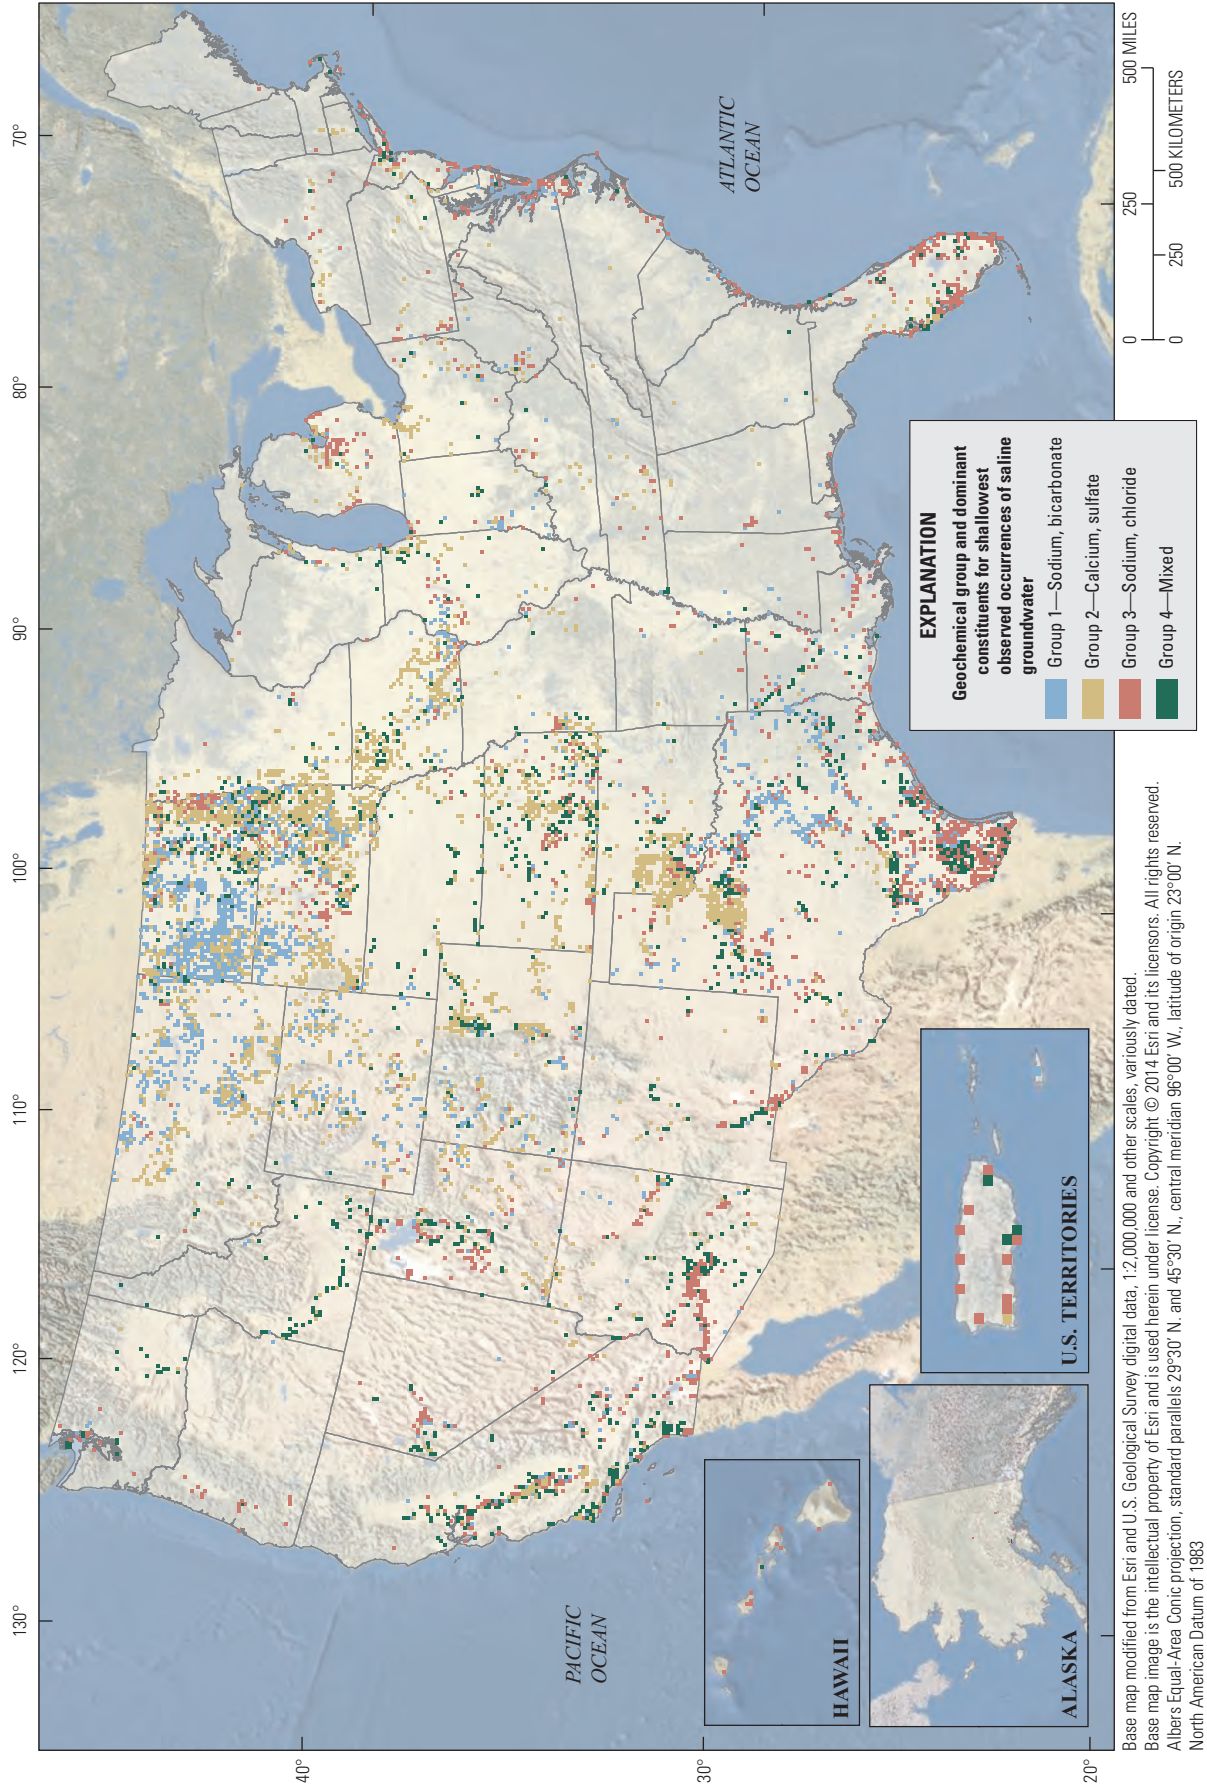 130°
120°
110°
100°
90°
80°
70°
40°
30°
20°
PACIFIC
OCEAN
ATLANTIC
OCEAN
HAWAII
ALASKA
U.S. TERRITORIES
EXPLANATION
Geochemical group and dominant
constituents for shallowest
observed occurrences of saline
groundwater
Group 1—Sodium, bicarbonate
Group 2—Calcium, sulfate
Group 3—Sodium, chloride
Group 4—Mixed
0 250 500 MILES
0 250 500 KILOMETERS
Base map modified from Esri and U.S. Geological Survey digital data, 1:2,000,000 and other scales, variously dated.
Base map image is the intellectual property of Esri and is used herein under license. Copyright © 2014 Esri and its licensors. All rights reserved.
Albers Equal-Area Conic projection, standard parallels 29°30' N. and 45°30' N., central meridian 96°00' W., latitude of origin 23°00' N.
North American Datum of 1983